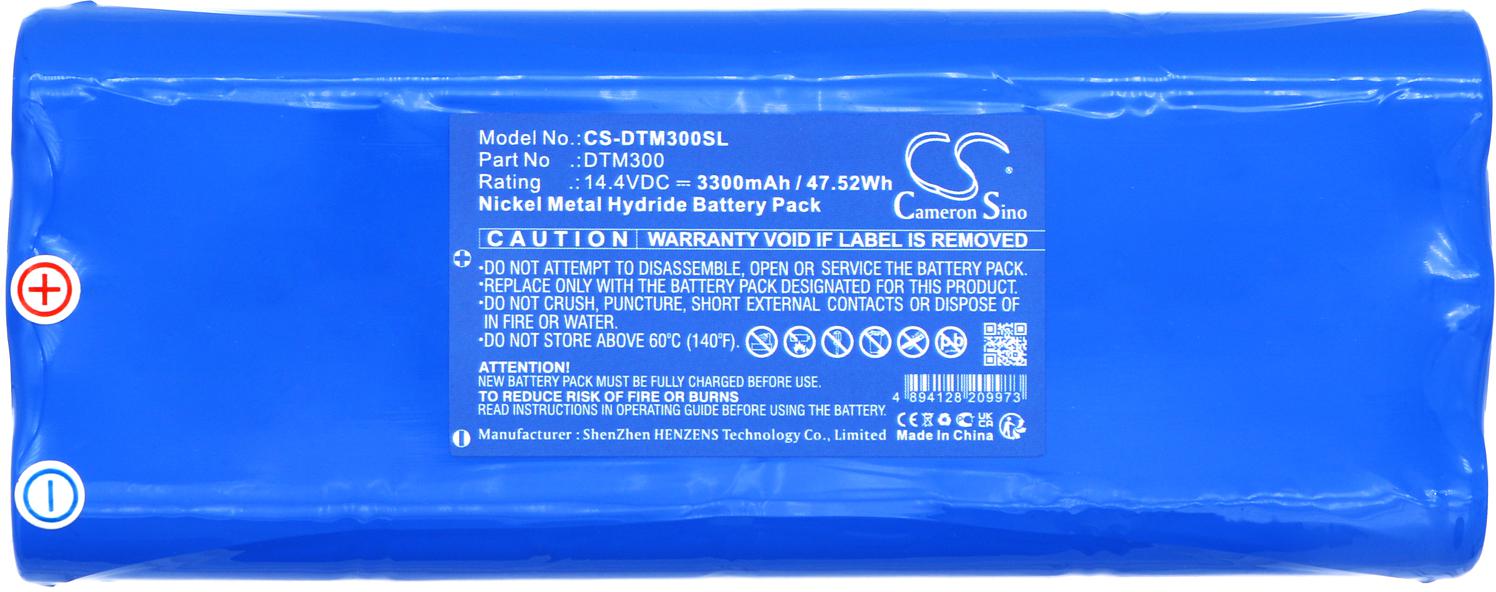 Model No.:CS-DTM300SL
Part No .:DTM300
Rating .:14.4VDC ⎓ 3300mAh / 47.52Wh
Nickel Metal Hydride Battery Pack
CS ®
Cameron Sino
CAUTION WARRANTY VOID IF LABEL IS REMOVED
•DO NOT ATTEMPT TO DISASSEMBLE, OPEN OR SERVICE THE BATTERY PACK.
•REPLACE ONLY WITH THE BATTERY PACK DESIGNATED FOR THIS PRODUCT.
•DO NOT CRUSH, PUNCTURE, SHORT EXTERNAL CONTACTS OR DISPOSE OF
IN FIRE OR WATER.
•DO NOT STORE ABOVE 60°C (140°F).
Pb
ATTENTION!
NEW BATTERY PACK MUST BE FULLY CHARGED BEFORE USE.
TO REDUCE RISK OF FIRE OR BURNS
READ INSTRUCTIONS IN OPERATING GUIDE BEFORE USING THE BATTERY.
4 894128 209973
CE UK CA
Manufacturer : ShenZhen HENZENS Technology Co., Limited
Made In China
+
−